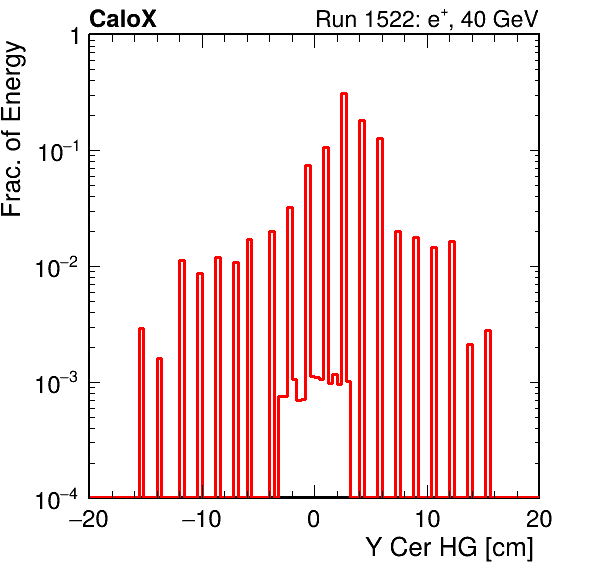 CaloX Run 1522: e⁺, 40 GeV
Frac. of Energy
1
10⁻¹
10⁻²
10⁻³
10⁻⁴
−20 −10 0 10 20
Y Cer HG [cm]